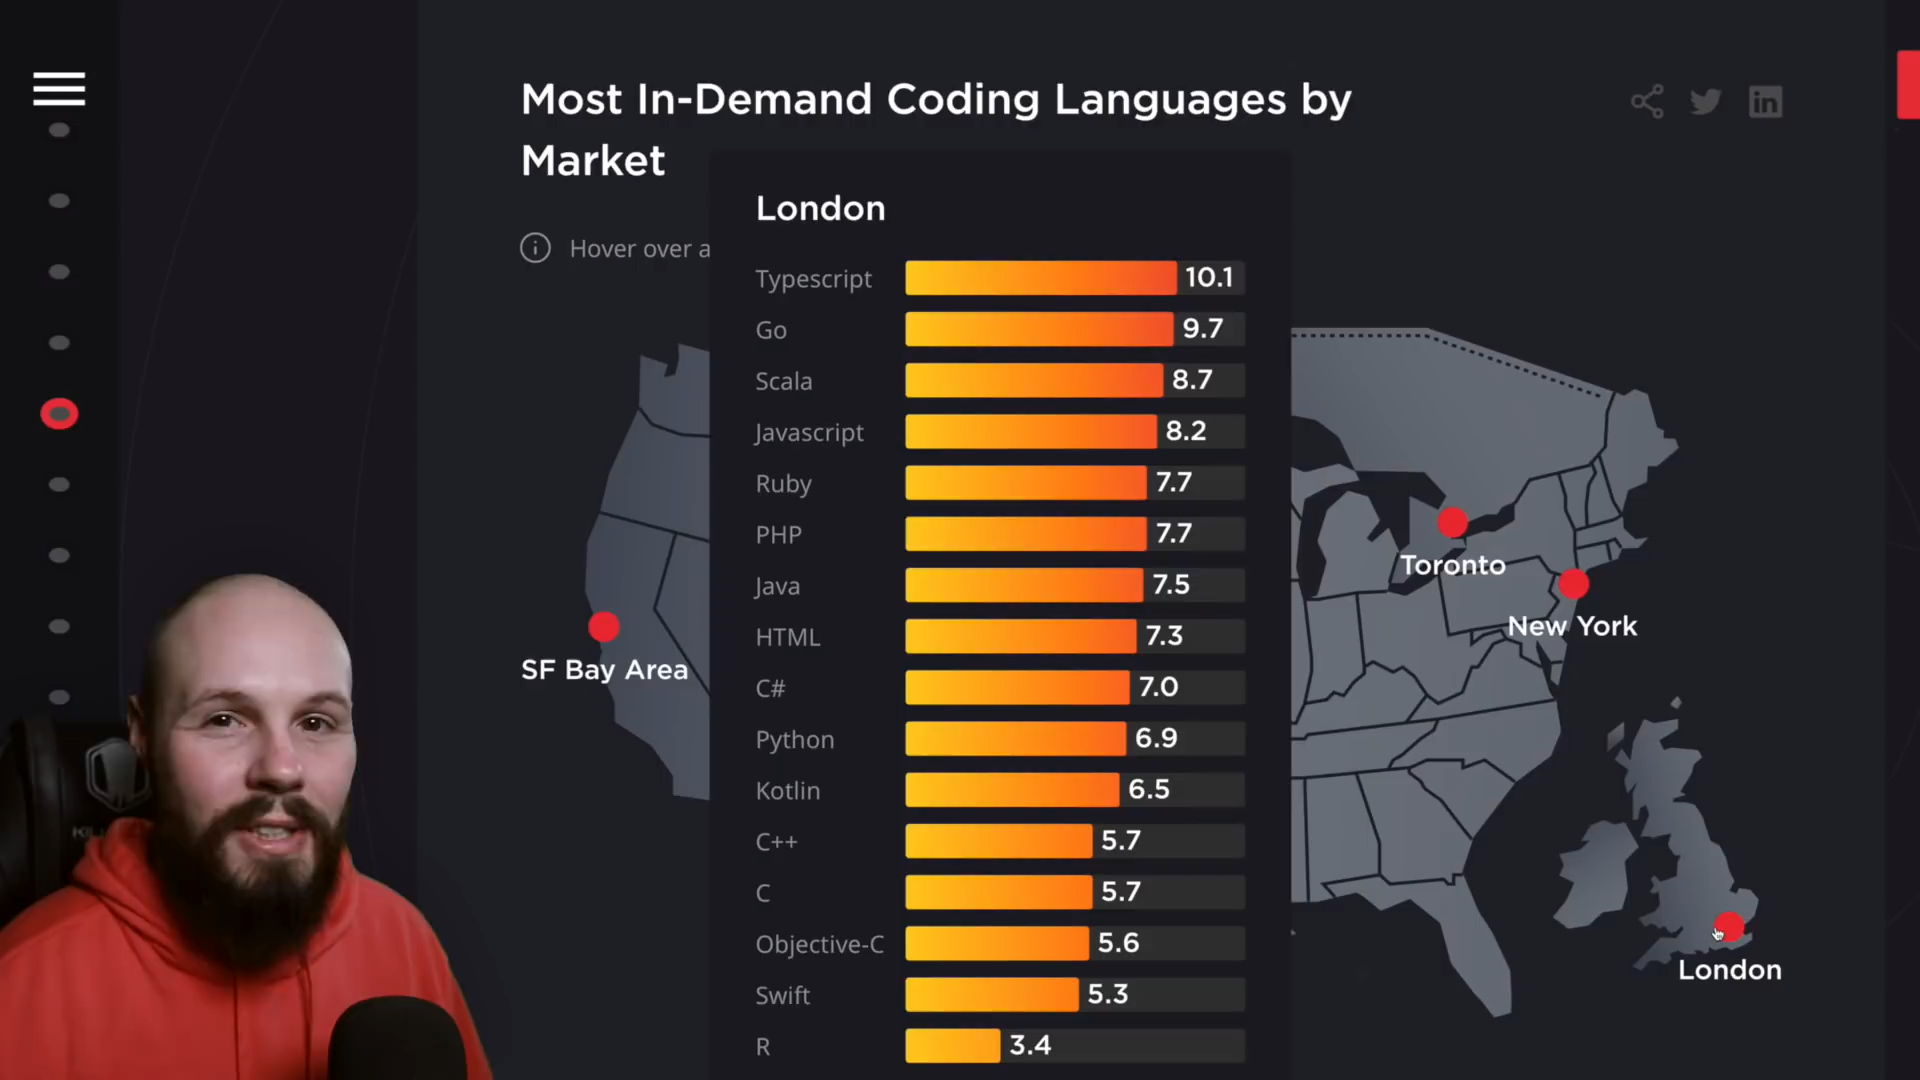 Most In-Demand Coding Languages by
Market
Hover over a
London
Typescript 10.1
Go 9.7
Scala 8.7
Javascript 8.2
Ruby 7.7
PHP 7.7
Java 7.5
HTML 7.3
C# 7.0
Python 6.9
Kotlin 6.5
C++ 5.7
C 5.7
Objective-C 5.6
Swift 5.3
R 3.4
SF Bay Area
Toronto
New York
London
in